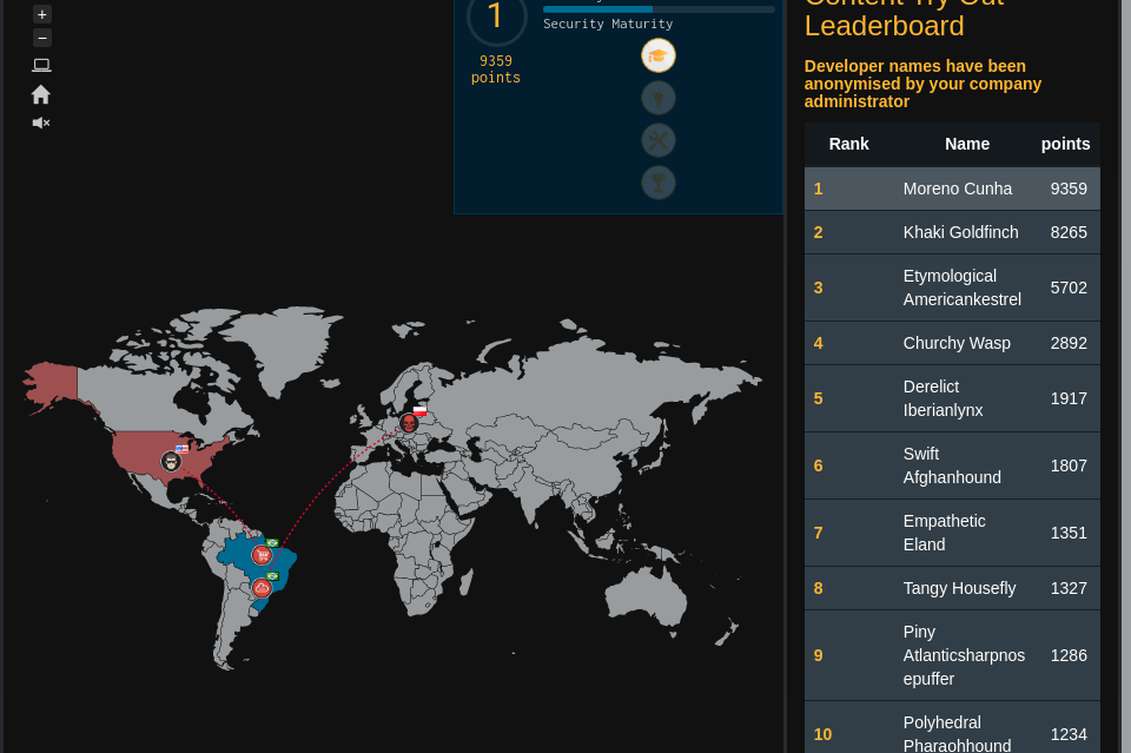 Content Try Out
Leaderboard
1
Security Maturity
9359
points
Developer names have been
anonymised by your company
administrator
Rank Name points
1 Moreno Cunha 9359
2 Khaki Goldfinch 8265
3 Etymological
Americankestrel 5702
4 Churchy Wasp 2892
5 Derelict
Iberianlynx 1917
6 Swift
Afghanhound 1807
7 Empathetic
Eland 1351
8 Tangy Housefly 1327
9 Piny
Atlanticsharpnos
epuffer 1286
10 Polyhedral
Pharaohhound 1234